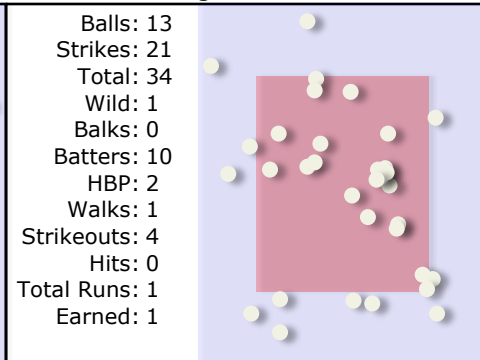 Balls: 13
Strikes: 21
Total: 34
Wild: 1
Balks: 0
Batters: 10
HBP: 2
Walks: 1
Strikeouts: 4
Hits: 0
Total Runs: 1
Earned: 1